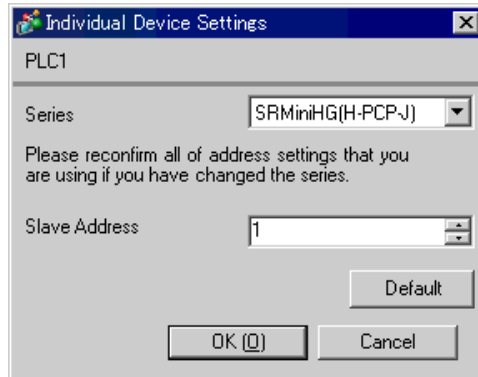 Individual Device Settings
PLC1
Series SRMiniHG(H-PCP-J)
Please reconfirm all of address settings that you
are using if you have changed the series.
Slave Address 1
Default
OK (O) Cancel